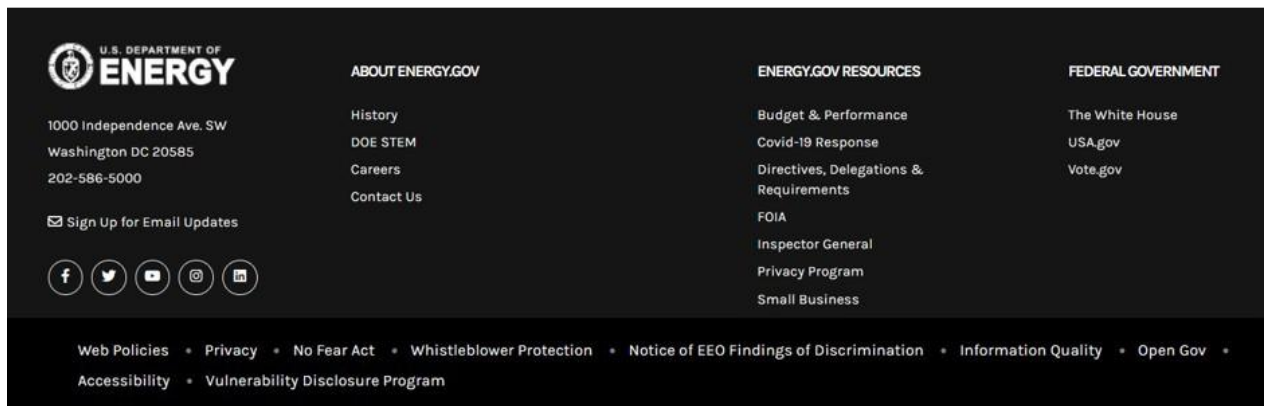 U.S. DEPARTMENT OF
ENERGY
1000 Independence Ave. SW
Washington DC 20585
202-586-5000
Sign Up for Email Updates
ABOUT ENERGY.GOV
History
DOE STEM
Careers
Contact Us
ENERGY.GOV RESOURCES
Budget & Performance
Covid-19 Response
Directives, Delegations &
Requirements
FOIA
Inspector General
Privacy Program
Small Business
FEDERAL GOVERNMENT
The White House
USA.gov
Vote.gov
Web Policies • Privacy • No Fear Act • Whistleblower Protection • Notice of EEO Findings of Discrimination • Information Quality • Open Gov •
Accessibility • Vulnerability Disclosure Program